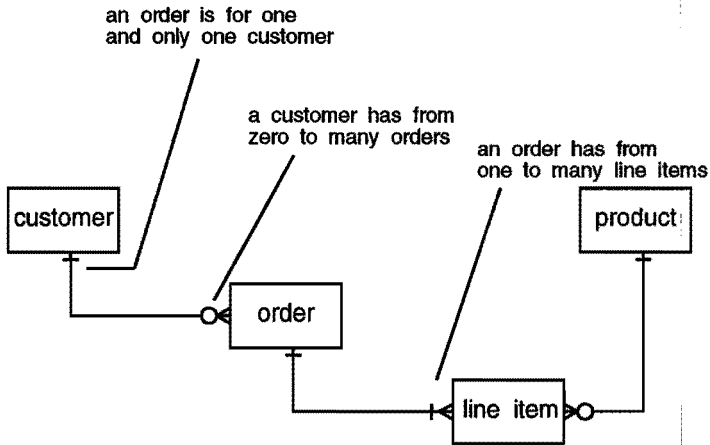 an order is for one
and only one customer
a customer has from
zero to many orders
an order has from
one to many line items
customer
product
order
line item